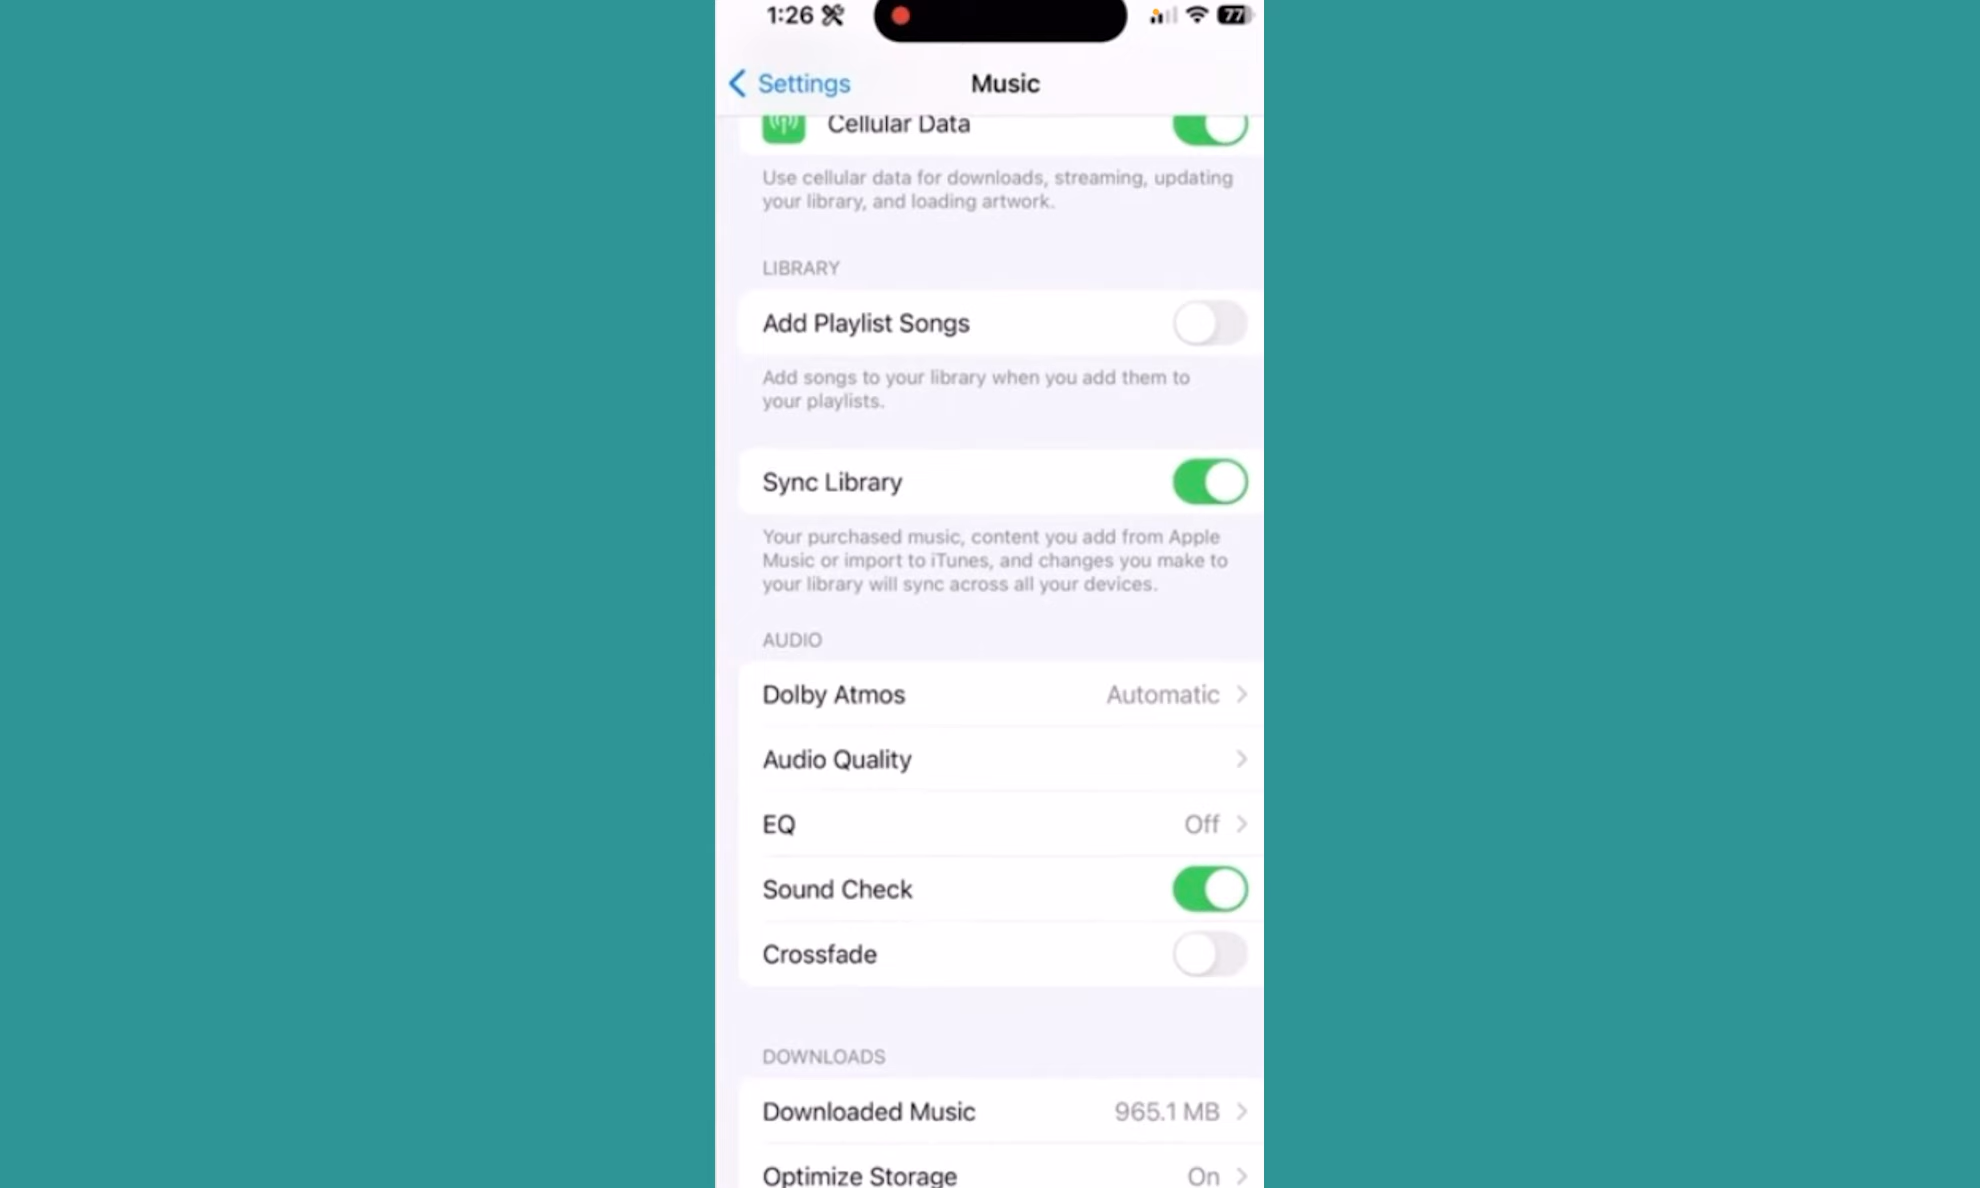 1:26
77
Settings
Music
Cellular Data
Use cellular data for downloads, streaming, updating
your library, and loading artwork.
LIBRARY
Add Playlist Songs
Add songs to your library when you add them to
your playlists.
Sync Library
Your purchased music, content you add from Apple
Music or import to iTunes, and changes you make to
your library will sync across all your devices.
AUDIO
Dolby Atmos Automatic
Audio Quality
EQ Off
Sound Check
Crossfade
DOWNLOADS
Downloaded Music 965.1 MB
Optimize Storage On